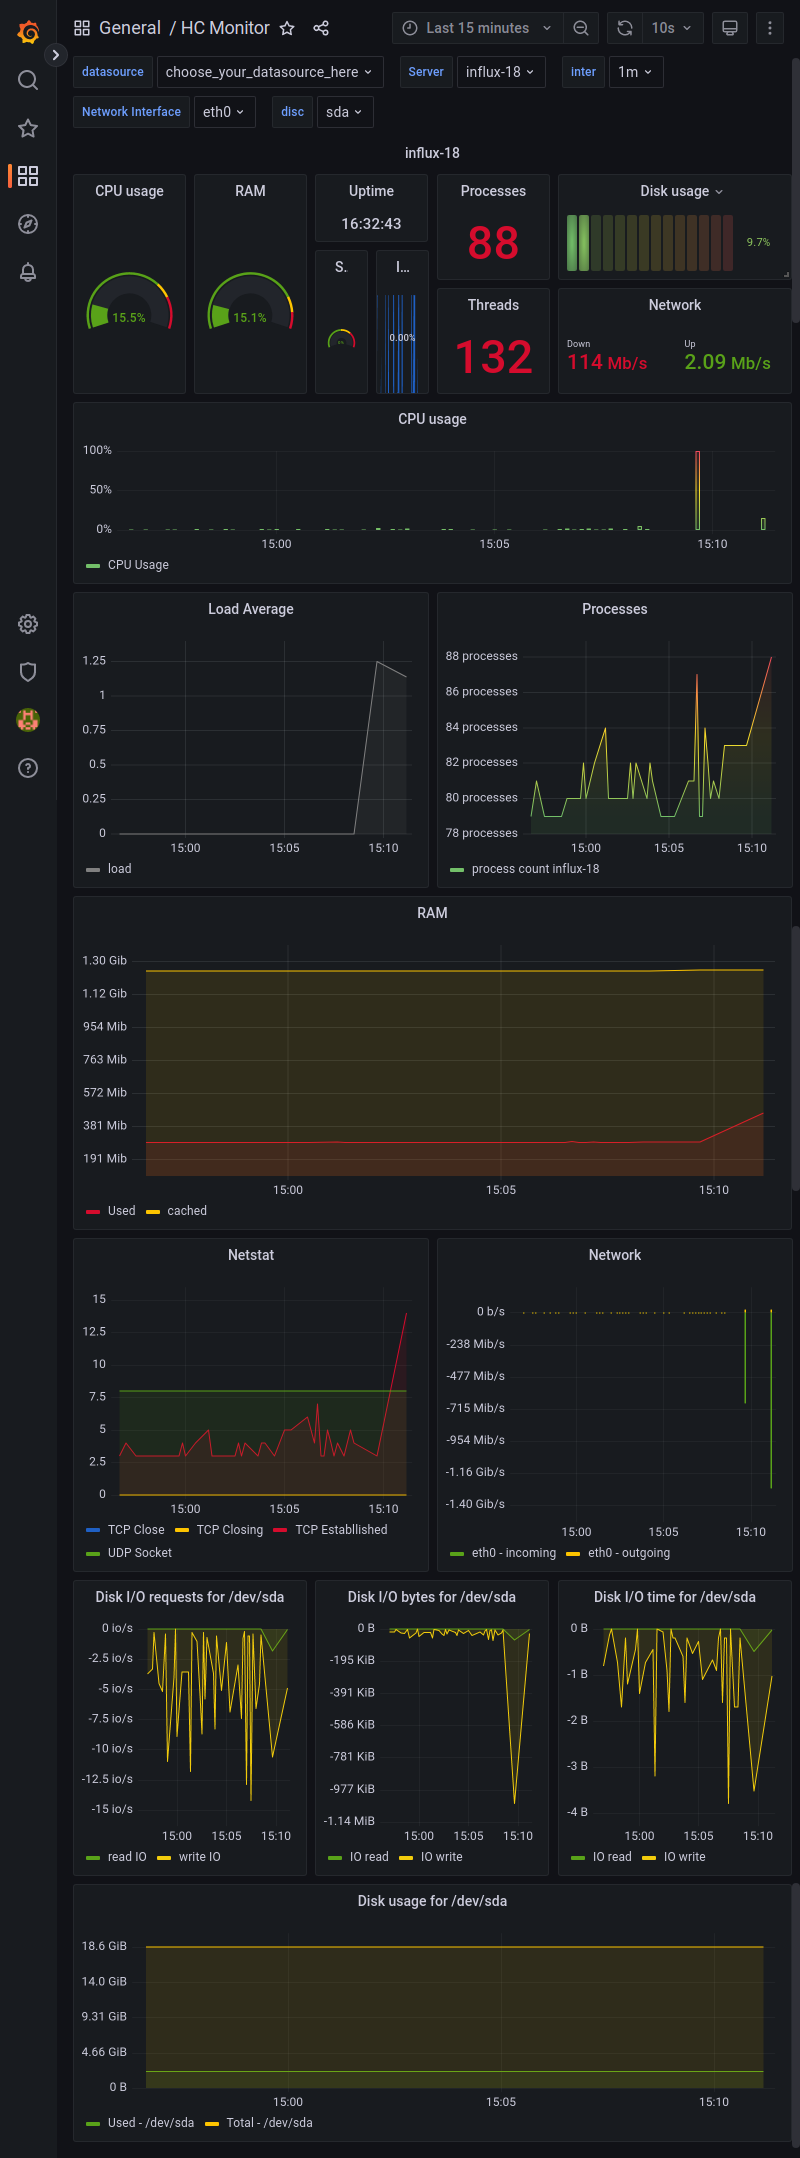 General / HC Monitor
Last 15 minutes
10s
datasource choose_your_datasource_here Server influx-18 inter 1m
Network Interface eth0 disc sda
influx-18
CPU usage
15.5%
RAM
15.1%
Uptime
16:32:43
S.
I...
0.00%
Processes
88
Threads
132
Disk usage
9.7%
Network
Down
114 Mb/s
Up
2.09 Mb/s
CPU usage
100%
50%
0%
15:00 15:05 15:10
CPU Usage
Load Average
1.25
1
0.75
0.5
0.25
0
15:00 15:05 15:10
load
Processes
88 processes
86 processes
84 processes
82 processes
80 processes
78 processes
15:00 15:05 15:10
process count influx-18
RAM
1.30 Gib
1.12 Gib
954 Mib
763 Mib
572 Mib
381 Mib
191 Mib
15:00 15:05 15:10
Used cached
Netstat
15
12.5
10
7.5
5
2.5
0
15:00 15:05 15:10
TCP Close TCP Closing TCP Establlished
UDP Socket
Network
0 b/s
-238 Mib/s
-477 Mib/s
-715 Mib/s
-954 Mib/s
-1.16 Gib/s
-1.40 Gib/s
15:00 15:05 15:10
eth0 - incoming eth0 - outgoing
Disk I/O requests for /dev/sda
0 io/s
-2.5 io/s
-5 io/s
-7.5 io/s
-10 io/s
-12.5 io/s
-15 io/s
15:00 15:05 15:10
read IO write IO
Disk I/O bytes for /dev/sda
0 B
-195 KiB
-391 KiB
-586 KiB
-781 KiB
-977 KiB
-1.14 MiB
15:00 15:05 15:10
IO read IO write
Disk I/O time for /dev/sda
0 B
-1 B
-2 B
-3 B
-4 B
15:00 15:05 15:10
IO read IO write
Disk usage for /dev/sda
18.6 GiB
14.0 GiB
9.31 GiB
4.66 GiB
0 B
15:00 15:05 15:10
Used - /dev/sda Total - /dev/sda